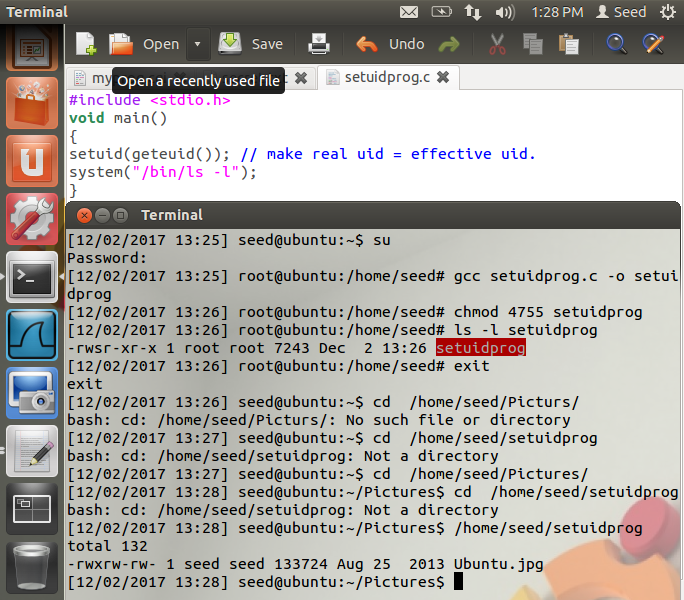 Terminal 1:28 PM Seed
Open Save Undo
my
Open a recently used file
setuidprog.c
#include <stdio.h>
void main()
{
setuid(geteuid()); // make real uid = effective uid.
system("/bin/ls -l");
}
Terminal
[12/02/2017 13:25] seed@ubuntu:~$ su
Password:
[12/02/2017 13:25] root@ubuntu:/home/seed# gcc setuidprog.c -o setui
dprog
[12/02/2017 13:26] root@ubuntu:/home/seed# chmod 4755 setuidprog
[12/02/2017 13:26] root@ubuntu:/home/seed# ls -l setuidprog
-rwsr-xr-x 1 root root 7243 Dec  2 13:26 setuidprog
[12/02/2017 13:26] root@ubuntu:/home/seed# exit
exit
[12/02/2017 13:26] seed@ubuntu:~$ cd  /home/seed/Picturs/
bash: cd: /home/seed/Picturs/: No such file or directory
[12/02/2017 13:27] seed@ubuntu:~$ cd  /home/seed/setuidprog
bash: cd: /home/seed/setuidprog: Not a directory
[12/02/2017 13:27] seed@ubuntu:~$ cd  /home/seed/Pictures/
[12/02/2017 13:28] seed@ubuntu:~/Pictures$ cd  /home/seed/setuidprog
bash: cd: /home/seed/setuidprog: Not a directory
[12/02/2017 13:28] seed@ubuntu:~/Pictures$ /home/seed/setuidprog
total 132
-rwxrw-rw- 1 seed seed 133724 Aug 25  2013 Ubuntu.jpg
[12/02/2017 13:28] seed@ubuntu:~/Pictures$